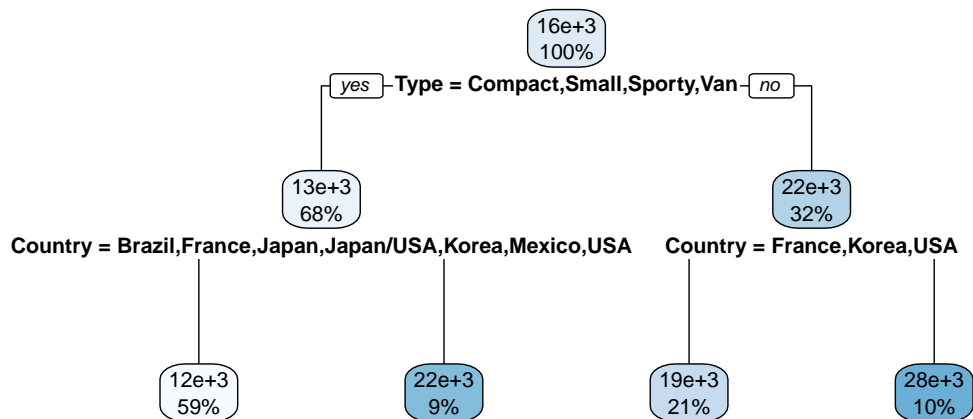 16e+3
100%
yes Type = Compact,Small,Sporty,Van no
13e+3
68%
22e+3
32%
Country = Brazil,France,Japan,Japan/USA,Korea,Mexico,USA
Country = France,Korea,USA
12e+3
59%
22e+3
9%
19e+3
21%
28e+3
10%